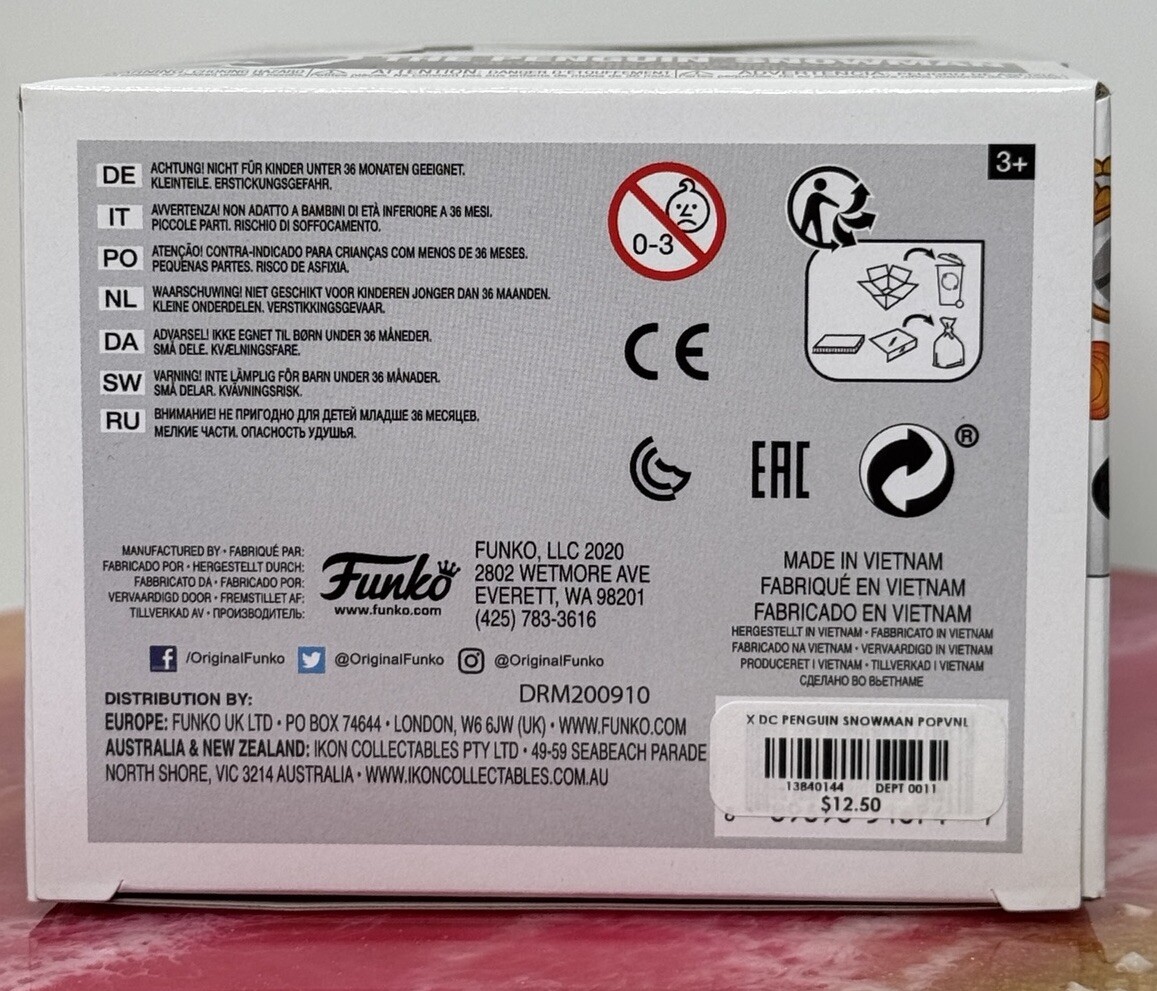 THE PENGUIN SNOWMAN
WARNING: CHOKING HAZARD ATTENTION: DANGER D'ÉTOUFFEMENT ADVERTENCIA:
3+
DE ACHTUNG! NICHT FÜR KINDER UNTER 36 MONATEN GEEIGNET.
KLEINTEILE. ERSTICKUNGSGEFAHR.
IT AVVERTENZA! NON ADATTO A BAMBINI DI ETÀ INFERIORE A 36 MESI.
PICCOLE PARTI. RISCHIO DI SOFFOCAMENTO.
PO ATENÇÃO! CONTRA-INDICADO PARA CRIANÇAS COM MENOS DE 36 MESES.
PEQUENAS PARTES. RISCO DE ASFIXIA.
NL WAARSCHUWING! NIET GESCHIKT VOOR KINDEREN JONGER DAN 36 MAANDEN.
KLEINE ONDERDELEN. VERSTIKKINGSGEVAAR.
DA ADVARSEL! IKKE EGNET TIL BØRN UNDER 36 MÅNEDER.
SMÅ DELE. KVÆLNINGSFARE.
SW VARNING! INTE LÄMPLIG FÖR BARN UNDER 36 MÅNADER.
SMÅ DELAR. KVÄVNINGSRISK.
RU ВНИМАНИЕ! НЕ ПРИГОДНО ДЛЯ ДЕТЕЙ МЛАДШЕ 36 МЕСЯЦЕВ.
МЕЛКИЕ ЧАСТИ. ОПАСНОСТЬ УДУШЬЯ.
0-3
CE
EAC
®
MANUFACTURED BY • FABRIQUÉ PAR:
FABRICADO POR • HERGESTELLT DURCH:
FABBRICATO DA • FABRICADO POR:
VERVAARDIGD DOOR • FREMSTILLET AF:
TILLVERKAD AV • ПРОИЗВОДИТЕЛЬ:
Funko
www.funko.com
FUNKO, LLC 2020
2802 WETMORE AVE
EVERETT, WA 98201
(425) 783-3616
MADE IN VIETNAM
FABRIQUÉ EN VIETNAM
FABRICADO EN VIETNAM
HERGESTELLT IN VIETNAM • FABBRICATO IN VIETNAM
FABRICADO NA VIETNAM • VERVAARDIGD IN VIETNAM
PRODUCERET I VIETNAM • TILLVERKAD I VIETNAM
СДЕЛАНО ВО ВЬЕТНАМЕ
/OriginalFunko @OriginalFunko @OriginalFunko
DRM200910
DISTRIBUTION BY:
EUROPE: FUNKO UK LTD • PO BOX 74644 • LONDON, W6 6JW (UK) • WWW.FUNKO.COM
AUSTRALIA & NEW ZEALAND: IKON COLLECTABLES PTY LTD • 49-59 SEABEACH PARADE
NORTH SHORE, VIC 3214 AUSTRALIA • WWW.IKONCOLLECTABLES.COM.AU
X DC PENGUIN SNOWMAN POPVNL
13840144 DEPT 0011
$12.50